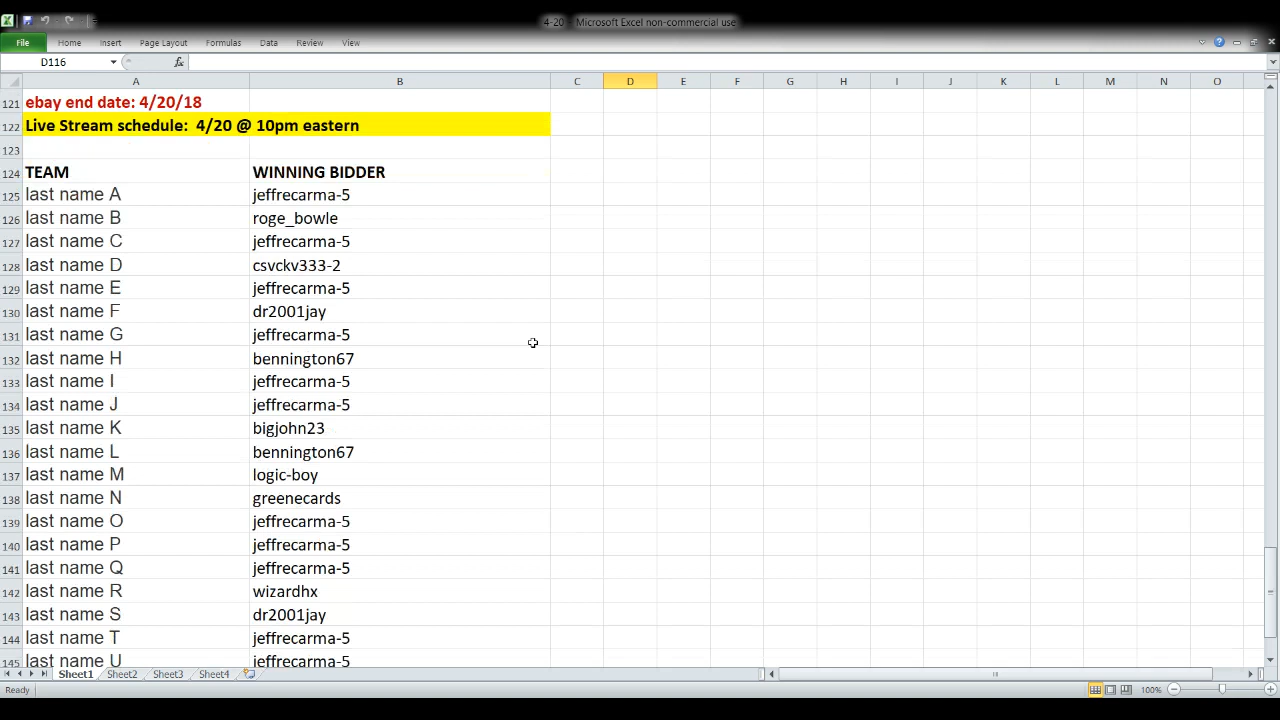 4-20 - Microsoft Excel non-commercial use
File Home Insert Page Layout Formulas Data Review View
D116 fx
A B C D E F G H I J K L M N O
121 ebay end date: 4/20/18
122 Live Stream schedule: 4/20 @ 10pm eastern
123
124 TEAM WINNING BIDDER
125 last name A jeffrecarma-5
126 last name B roge_bowle
127 last name C jeffrecarma-5
128 last name D csvckv333-2
129 last name E jeffrecarma-5
130 last name F dr2001jay
131 last name G jeffrecarma-5
132 last name H bennington67
133 last name I jeffrecarma-5
134 last name J jeffrecarma-5
135 last name K bigjohn23
136 last name L bennington67
137 last name M logic-boy
138 last name N greenecards
139 last name O jeffrecarma-5
140 last name P jeffrecarma-5
141 last name Q jeffrecarma-5
142 last name R wizardhx
143 last name S dr2001jay
144 last name T jeffrecarma-5
145 last name U jeffrecarma-5
Sheet1 Sheet2 Sheet3 Sheet4
Ready 100%